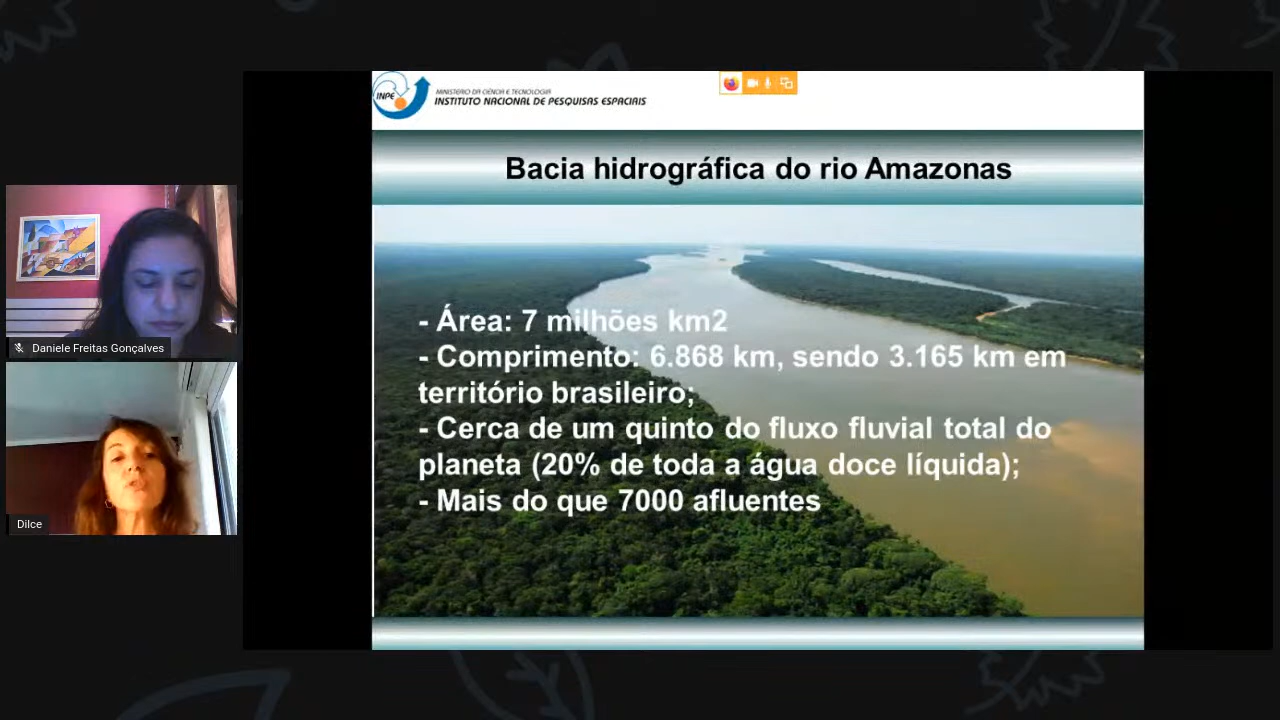 INPE
MINISTÉRIO DA CIÊNCIA E TECNOLOGIA
INSTITUTO NACIONAL DE PESQUISAS ESPACIAIS
Bacia hidrográfica do rio Amazonas
- Área: 7 milhões km2
- Comprimento: 6.868 km, sendo 3.165 km em
território brasileiro;
- Cerca de um quinto do fluxo fluvial total do
planeta (20% de toda a água doce líquida);
- Mais do que 7000 afluentes
Daniele Freitas Gonçalves
Dilce